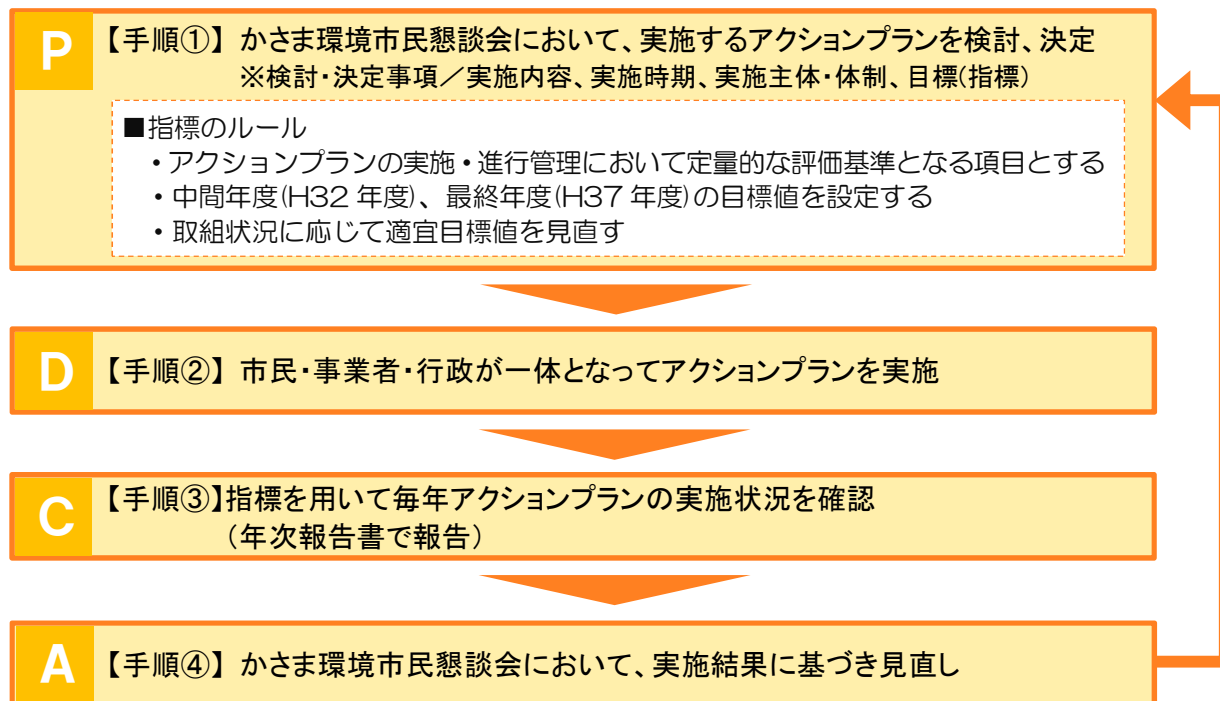 P
【手順①】 かさま環境市民懇談会において、実施するアクションプランを検討、決定
※検討・決定事項／実施内容、実施時期、実施主体・体制、目標(指標)
■指標のルール
・アクションプランの実施・進行管理において定量的な評価基準となる項目とする
・中間年度(H32 年度)、最終年度(H37 年度)の目標値を設定する
・取組状況に応じて適宜目標値を見直す
D
【手順②】 市民・事業者・行政が一体となってアクションプランを実施
C
【手順③】指標を用いて毎年アクションプランの実施状況を確認
（年次報告書で報告）
A
【手順④】 かさま環境市民懇談会において、実施結果に基づき見直し